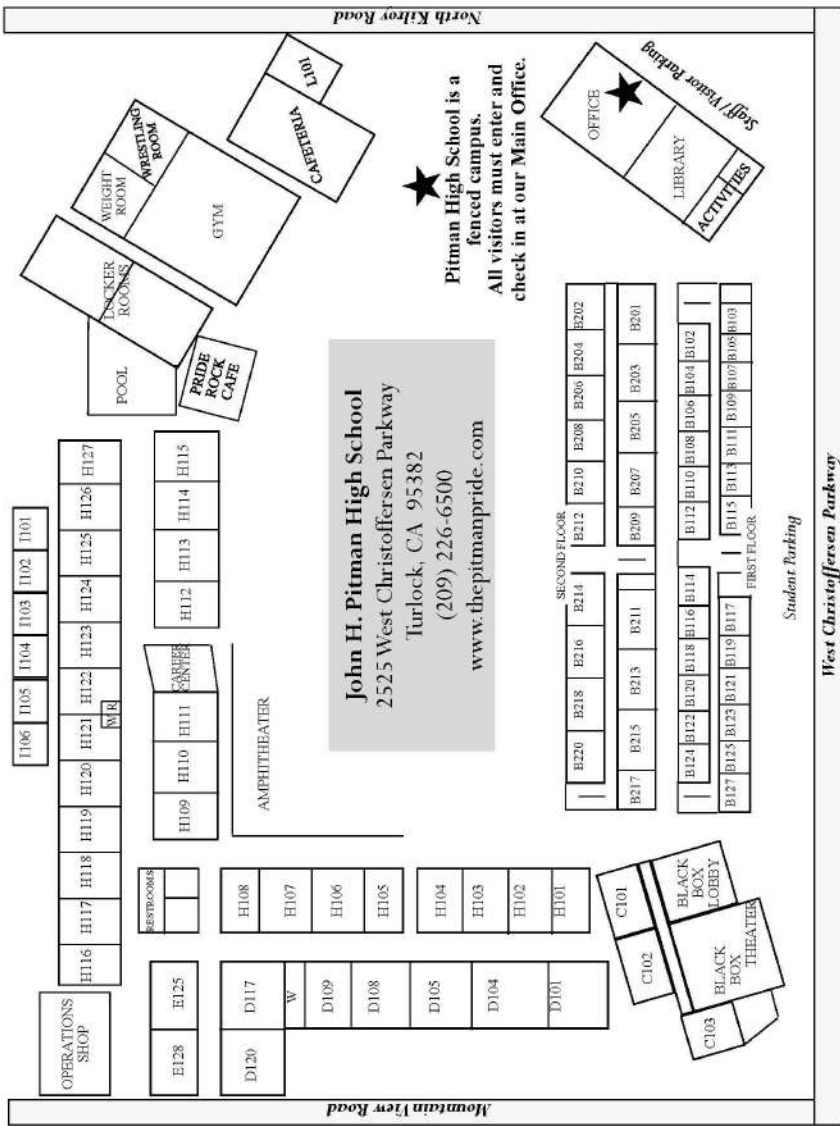 North Kilroy Road
I106
I105
I104
I103
I102
I101
OPERATIONS
SHOP
H116
H117
H118
H119
H120
H121
H122
H123
H124
H125
H126
H127
W R
POOL
LOCKER
ROOMS
WEIGHT
ROOM
WRESTLING
ROOM
GYM
L101
CAFETERIA
PRIDE
ROCK
CAFE
E128
E125
RESTROOMS
H109
H110
H111
CAREER
CENTER
H112
H113
H114
H115
AMPHITHEATER
D120
D117
W
D109
D108
D105
D104
D101
H108
H107
H106
H105
H104
H103
H102
H101
John H. Pitman High School
2525 West Christoffersen Parkway
Turlock, CA 95382
(209) 226-6500
www.thepitmanpride.com
Pitman High School is a
fenced campus.
All visitors must enter and
check in at our Main Office.
OFFICE
LIBRARY
ACTIVITIES
Staff/Visitor Parking
SECOND FLOOR
B220
B218
B216
B214
B212
B210
B208
B206
B204
B202
B217
B215
B213
B211
B209
B207
B205
B203
B201
B124
B122
B120
B118
B116
B114
B112
B110
B108
B106
B104
B102
B127
B125
B123
B121
B119
B117
B115
B113
B111
B109
B107
B105
B103
FIRST FLOOR
C101
C102
C103
BLACK
BOX
LOBBY
BLACK
BOX
THEATER
Student Parking
Mountain View Road
West Christoffersen Parkway